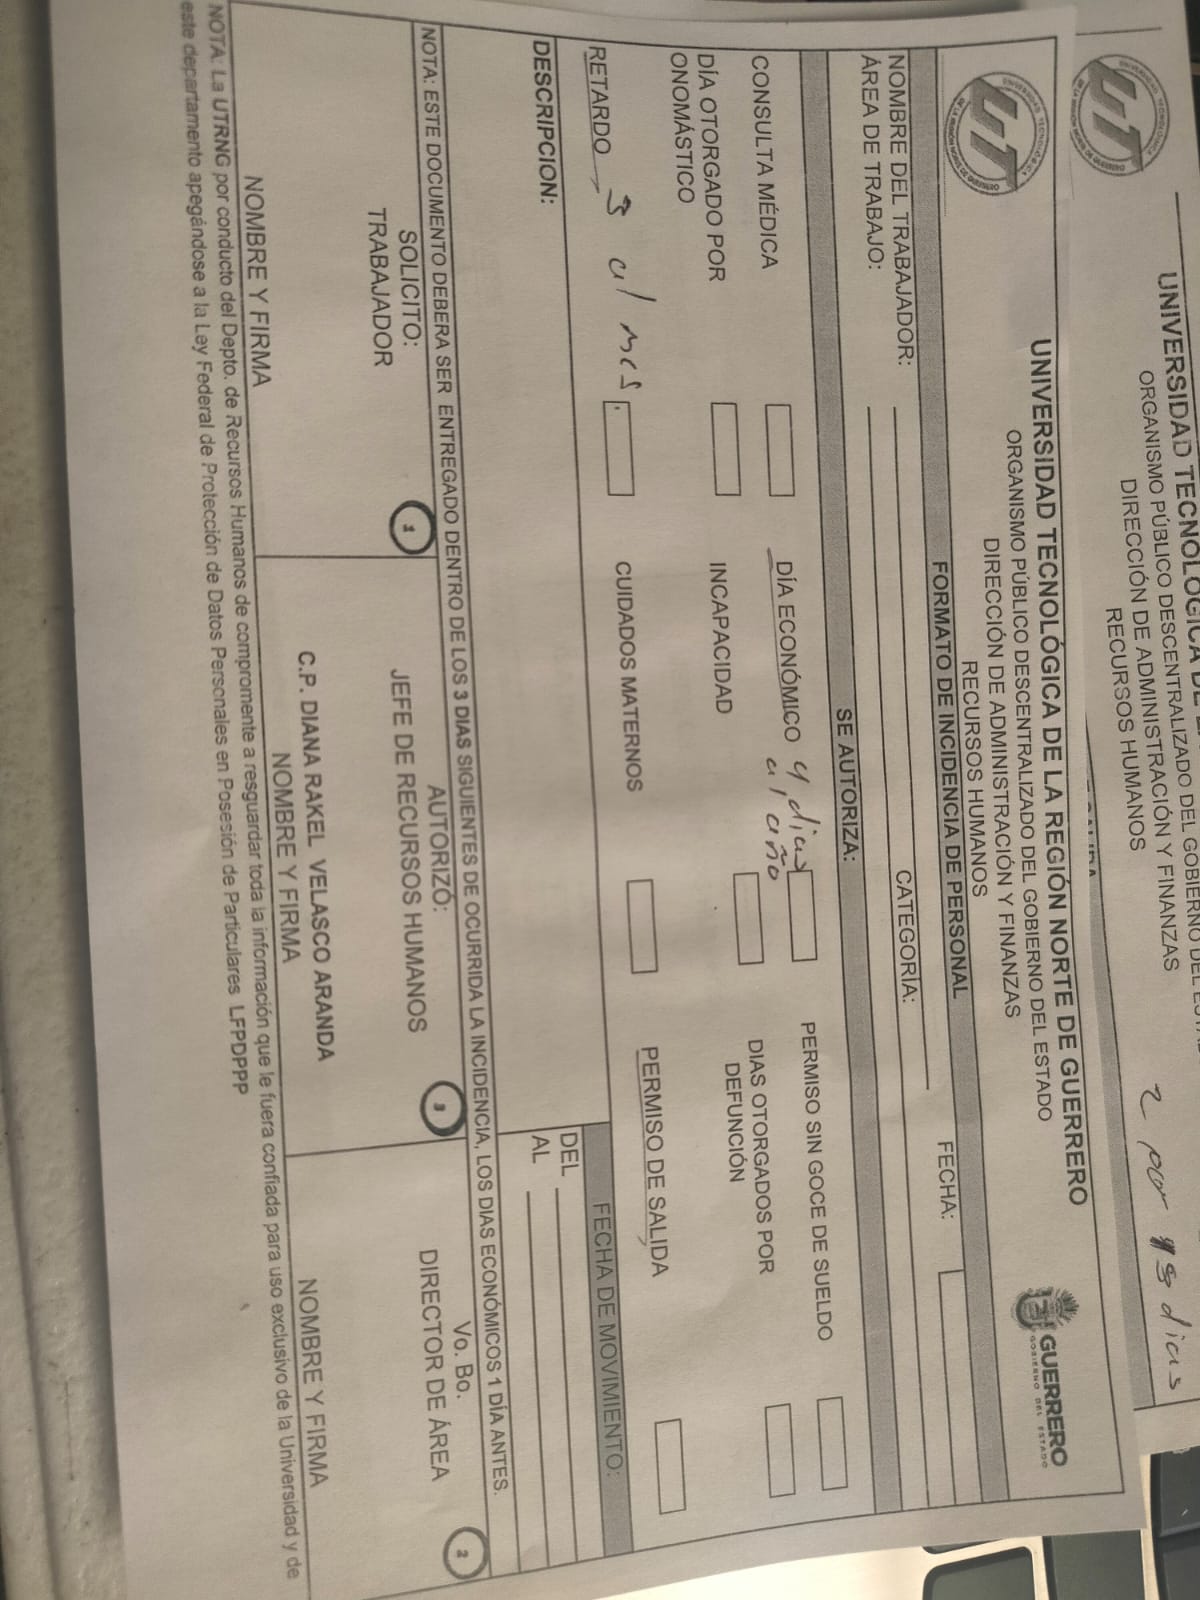 UNIVERSIDAD TECNOLÓGICA DE
ORGANISMO PÚBLICO DESCENTRALIZADO DEL GOBIERNO DEL
DIRECCIÓN DE ADMINISTRACIÓN Y FINANZAS
RECURSOS HUMANOS
2 por 15 dias
SALIDA
UT
UNIVERSIDAD TECNOLÓGICA DE LA REGIÓN NORTE DE GUERRERO
ORGANISMO PÚBLICO DESCENTRALIZADO DEL GOBIERNO DEL ESTADO
DIRECCIÓN DE ADMINISTRACIÓN Y FINANZAS
RECURSOS HUMANOS
UT
GUERRERO
GOBIERNO DEL ESTADO
FORMATO DE INCIDENCIA DE PERSONAL
FECHA:
NOMBRE DEL TRABAJADOR:
CATEGORÍA:
ÁREA DE TRABAJO:
SE AUTORIZA:
CONSULTA MÉDICA
DÍA ECONÓMICO 4 dias al año
PERMISO SIN GOCE DE SUELDO
DÍA OTORGADO POR
ONOMÁSTICO
INCAPACIDAD
DIAS OTORGADOS POR
DEFUNCIÓN
RETARDO 3 al mes
CUIDADOS MATERNOS
PERMISO DE SALIDA
FECHA DE MOVIMIENTO:
DEL
AL
DESCRIPCION:
NOTA: ESTE DOCUMENTO DEBERA SER ENTREGADO DENTRO DE LOS 3 DIAS SIGUIENTES DE OCURRIDA LA INCIDENCIA, LOS DIAS ECONÓMICOS 1 DÍA ANTES.
SOLICITO:
TRABAJADOR
1
NOMBRE Y FIRMA
AUTORIZÓ:
JEFE DE RECURSOS HUMANOS
3
C.P. DIANA RAKEL VELASCO ARANDA
NOMBRE Y FIRMA
Vo. Bo.
DIRECTOR DE ÁREA
2
NOMBRE Y FIRMA
NOTA: La UTRNG por conducto del Depto. de Recursos Humanos de compromente a resguardar toda la información que le fuera confiada para uso exclusivo de la Universidad y de
este departamento apegándose a la Ley Federal de Protección de Datos Personales en Posesión de Particulares LFPDPPP